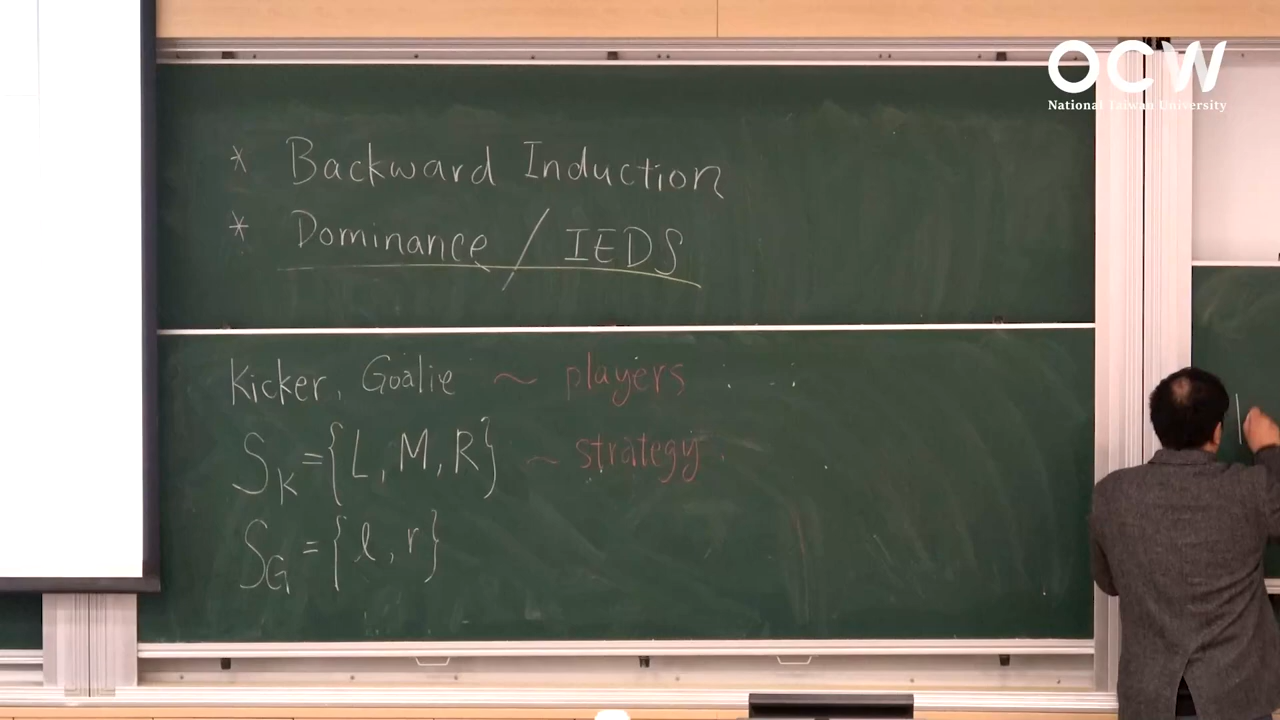 OCW
National Taiwan University
* Backward Induction
* Dominance / IEDS
Kicker, Goalie ~ players
S_K = {L, M, R} ~ strategy
S_G = {l, r}